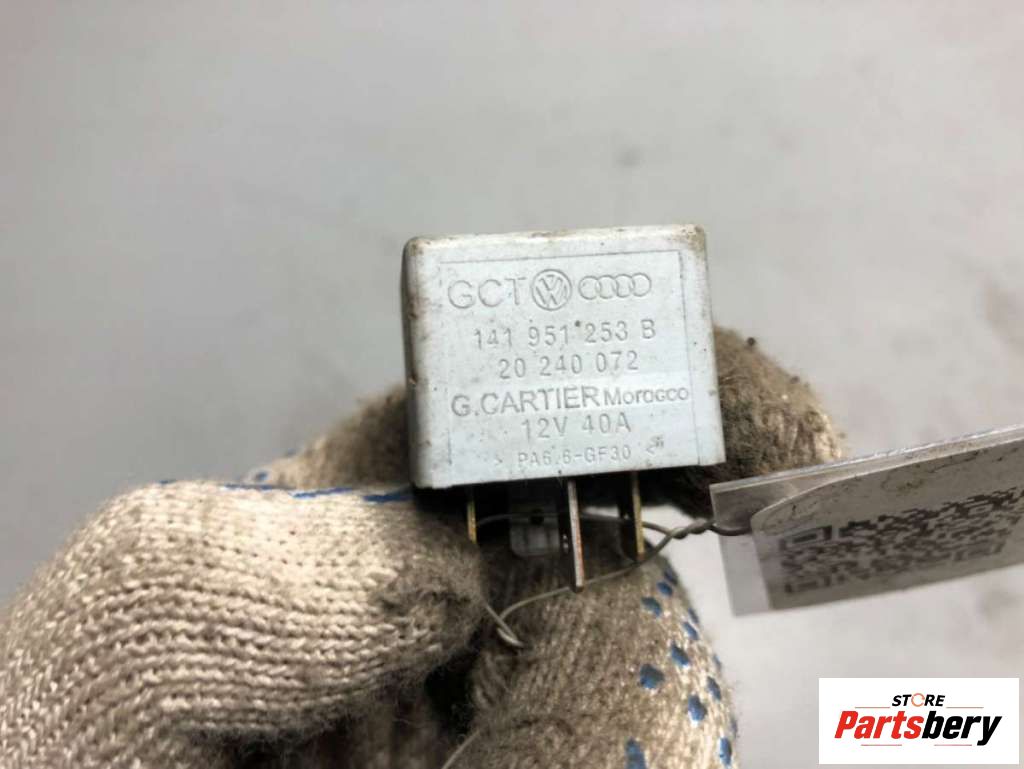 GCT
141 951 253 B
20 240 072
G.CARTIER Morocco
12V 40A
> PA6.6-GF30 <
STORE
Partsbery